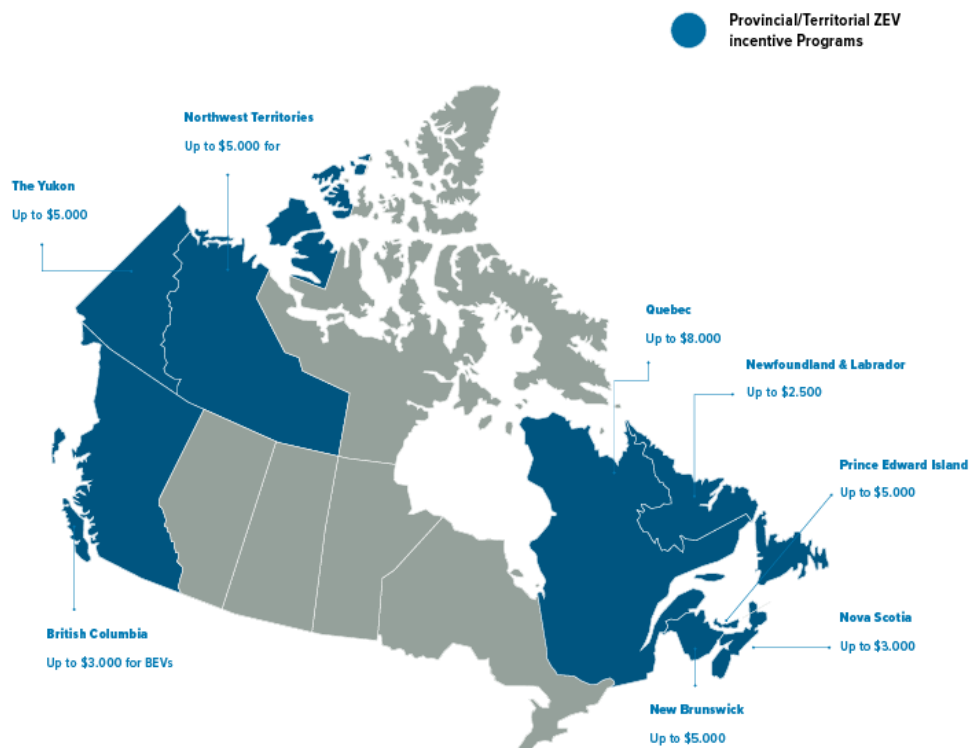 Provincial/Territorial ZEV
incentive Programs
Northwest Territories
Up to $5.000 for
The Yukon
Up to $5.000
Quebec
Up to $8.000
Newfoundland & Labrador
Up to $2.500
Prince Edward Island
Up to $5.000
Nova Scotia
Up to $3.000
British Columbia
Up to $3.000 for BEVs
New Brunswick
Up to $5.000